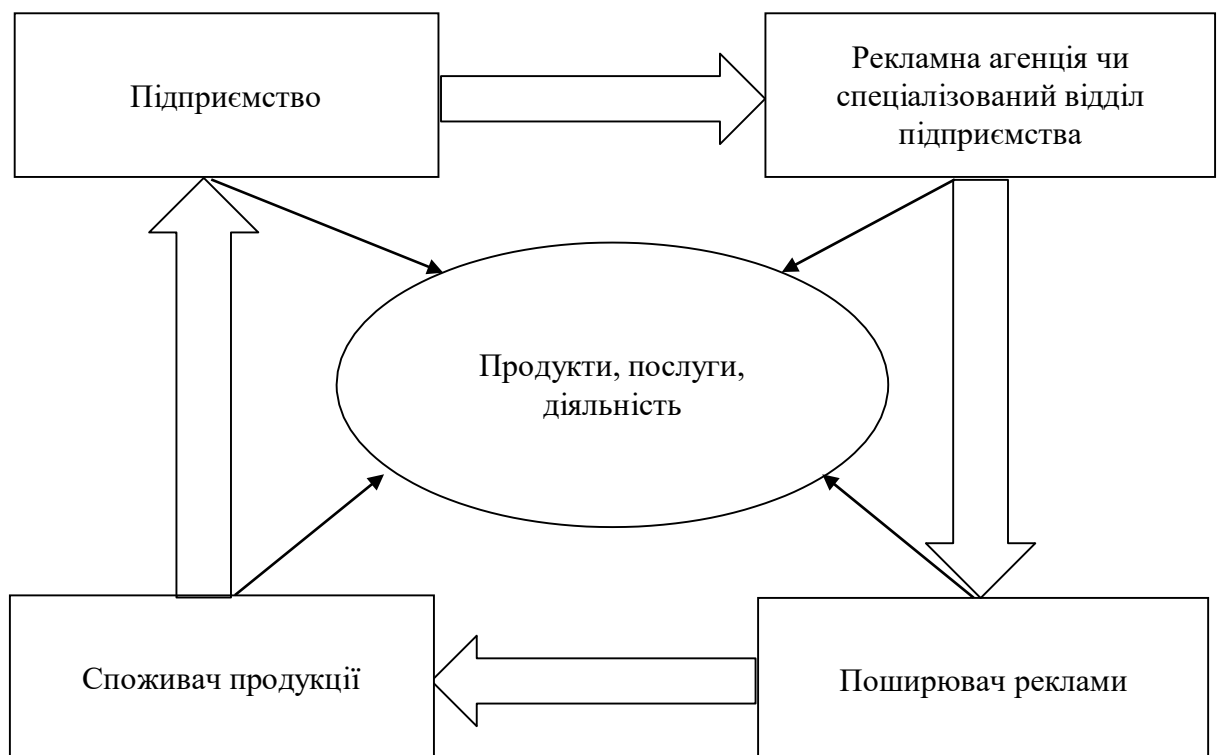 Підприємство
Рекламна агенція чи
спеціалізований відділ
підприємства
Продукти, послуги,
діяльність
Споживач продукції
Поширювач реклами